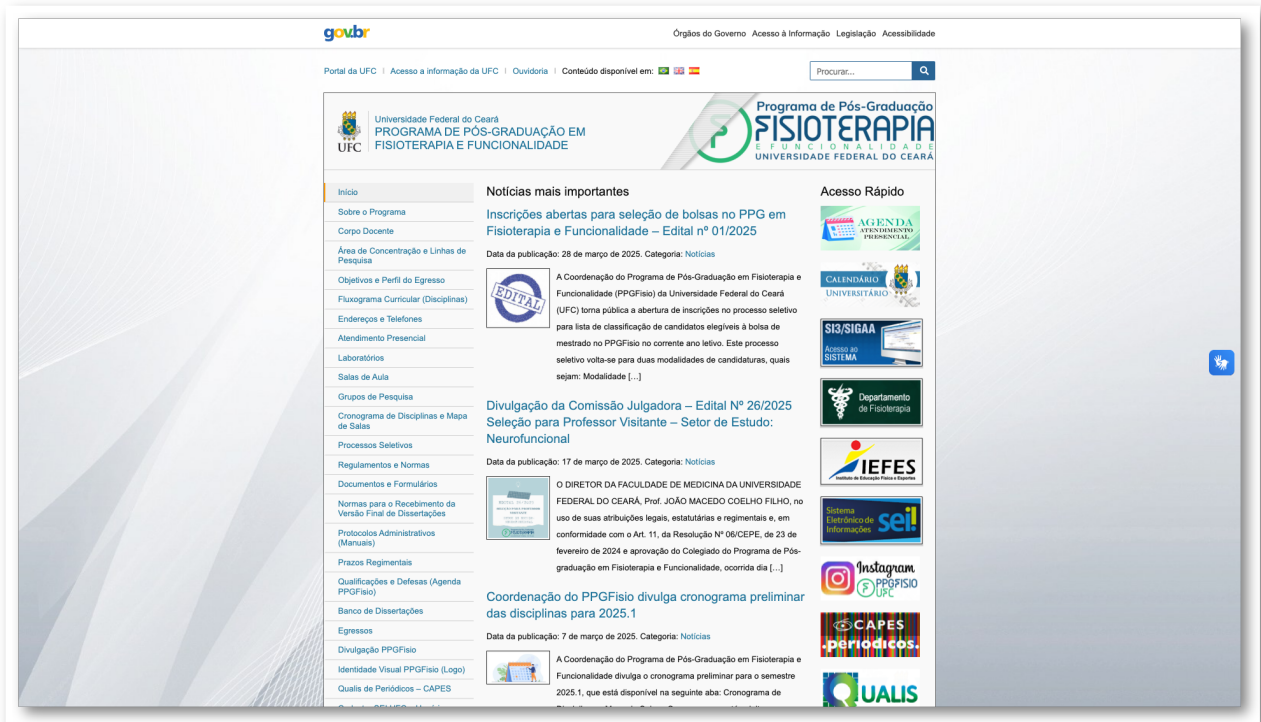 gov.br
Órgãos do Governo Acesso à Informação Legislação Acessibilidade
Portal da UFC | Acesso a informação da UFC | Ouvidoria | Conteúdo disponível em:
Procurar...
UFC
Universidade Federal do Ceará
PROGRAMA DE PÓS-GRADUAÇÃO EM
FISIOTERAPIA E FUNCIONALIDADE
Programa de Pós-Graduação
FISIOTERAPIA
E FUNCIONALIDADE
UNIVERSIDADE FEDERAL DO CEARÁ
Início
Sobre o Programa
Corpo Docente
Área de Concentração e Linhas de
Pesquisa
Objetivos e Perfil do Egresso
Fluxograma Curricular (Disciplinas)
Endereços e Telefones
Atendimento Presencial
Laboratórios
Salas de Aula
Grupos de Pesquisa
Cronograma de Disciplinas e Mapa
de Salas
Processos Seletivos
Regulamentos e Normas
Documentos e Formulários
Normas para o Recebimento da
Versão Final de Dissertações
Protocolos Administrativos
(Manuais)
Prazos Regimentais
Qualificações e Defesas (Agenda
PPGFisio)
Banco de Dissertações
Egressos
Divulgação PPGFisio
Identidade Visual PPGFisio (Logo)
Qualis de Periódicos – CAPES
Notícias mais importantes
Inscrições abertas para seleção de bolsas no PPG em
Fisioterapia e Funcionalidade – Edital nº 01/2025
Data da publicação: 28 de março de 2025. Categoria: Notícias
EDITAL
A Coordenação do Programa de Pós-Graduação em Fisioterapia e
Funcionalidade (PPGFisio) da Universidade Federal do Ceará
(UFC) torna pública a abertura de inscrições no processo seletivo
para lista de classificação de candidatos elegíveis à bolsa de
mestrado no PPGFisio no corrente ano letivo. Este processo
seletivo volta-se para duas modalidades de candidaturas, quais
sejam: Modalidade […]
Divulgação da Comissão Julgadora – Edital Nº 26/2025
Seleção para Professor Visitante – Setor de Estudo:
Neurofuncional
Data da publicação: 17 de março de 2025. Categoria: Notícias
O DIRETOR DA FACULDADE DE MEDICINA DA UNIVERSIDADE
FEDERAL DO CEARÁ, Prof. JOÃO MACEDO COELHO FILHO, no
uso de suas atribuições legais, estatutárias e regimentais e, em
conformidade com o Art. 11, da Resolução Nº 06/CEPE, de 23 de
fevereiro de 2024 e aprovação do Colegiado do Programa de Pós-
graduação em Fisioterapia e Funcionalidade, ocorrida dia […]
Coordenação do PPGFisio divulga cronograma preliminar
das disciplinas para 2025.1
Data da publicação: 7 de março de 2025. Categoria: Notícias
A Coordenação do Programa de Pós-Graduação em Fisioterapia e
Funcionalidade divulga o cronograma preliminar para o semestre
2025.1, que está disponível na seguinte aba: Cronograma de
Acesso Rápido
AGENDA
ATENDIMENTO
PRESENCIAL
CALENDÁRIO
UNIVERSITÁRIO
SI3/SIGAA
Acesso ao
SISTEMA
Departamento
de Fisioterapia
IEFES
Instituto de Educação Física e Esportes
Sistema
Eletrônico de
Informações
sei!
Instagram
PPGFISIO
UFC
CAPES
.periodicos.
QUALIS